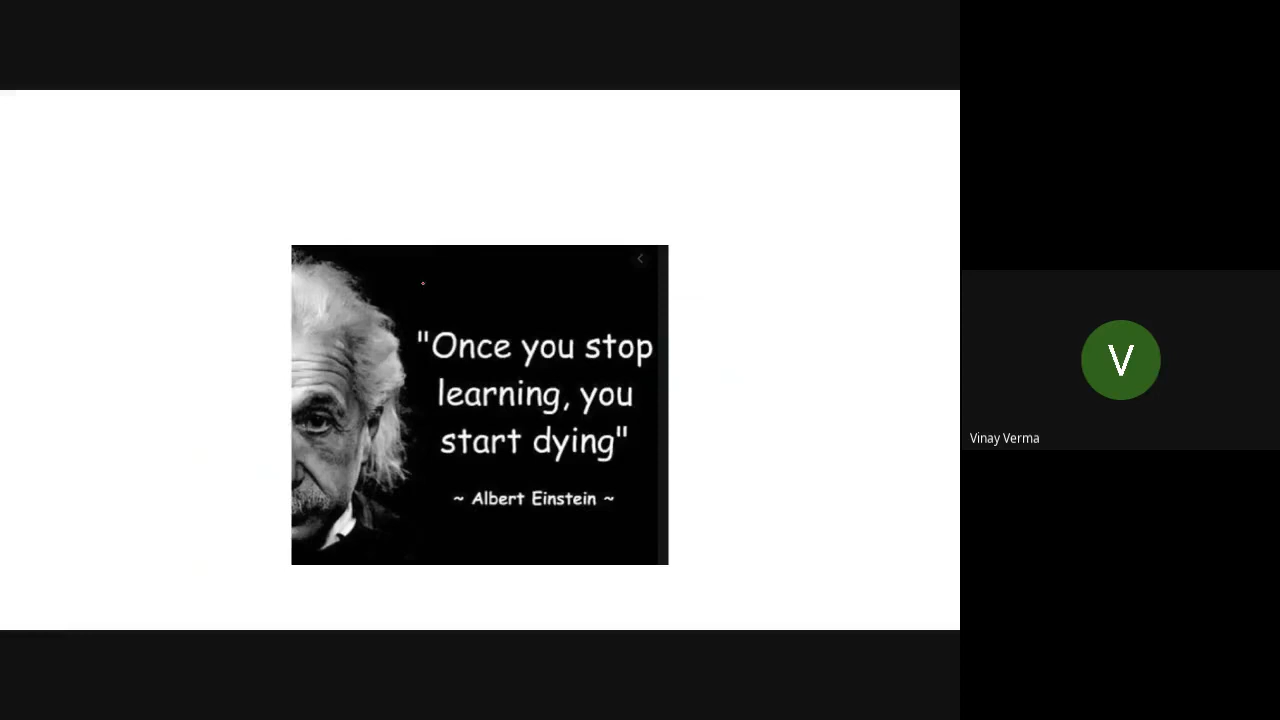 "Once you stop
learning, you
start dying"
~ Albert Einstein ~
V
Vinay Verma